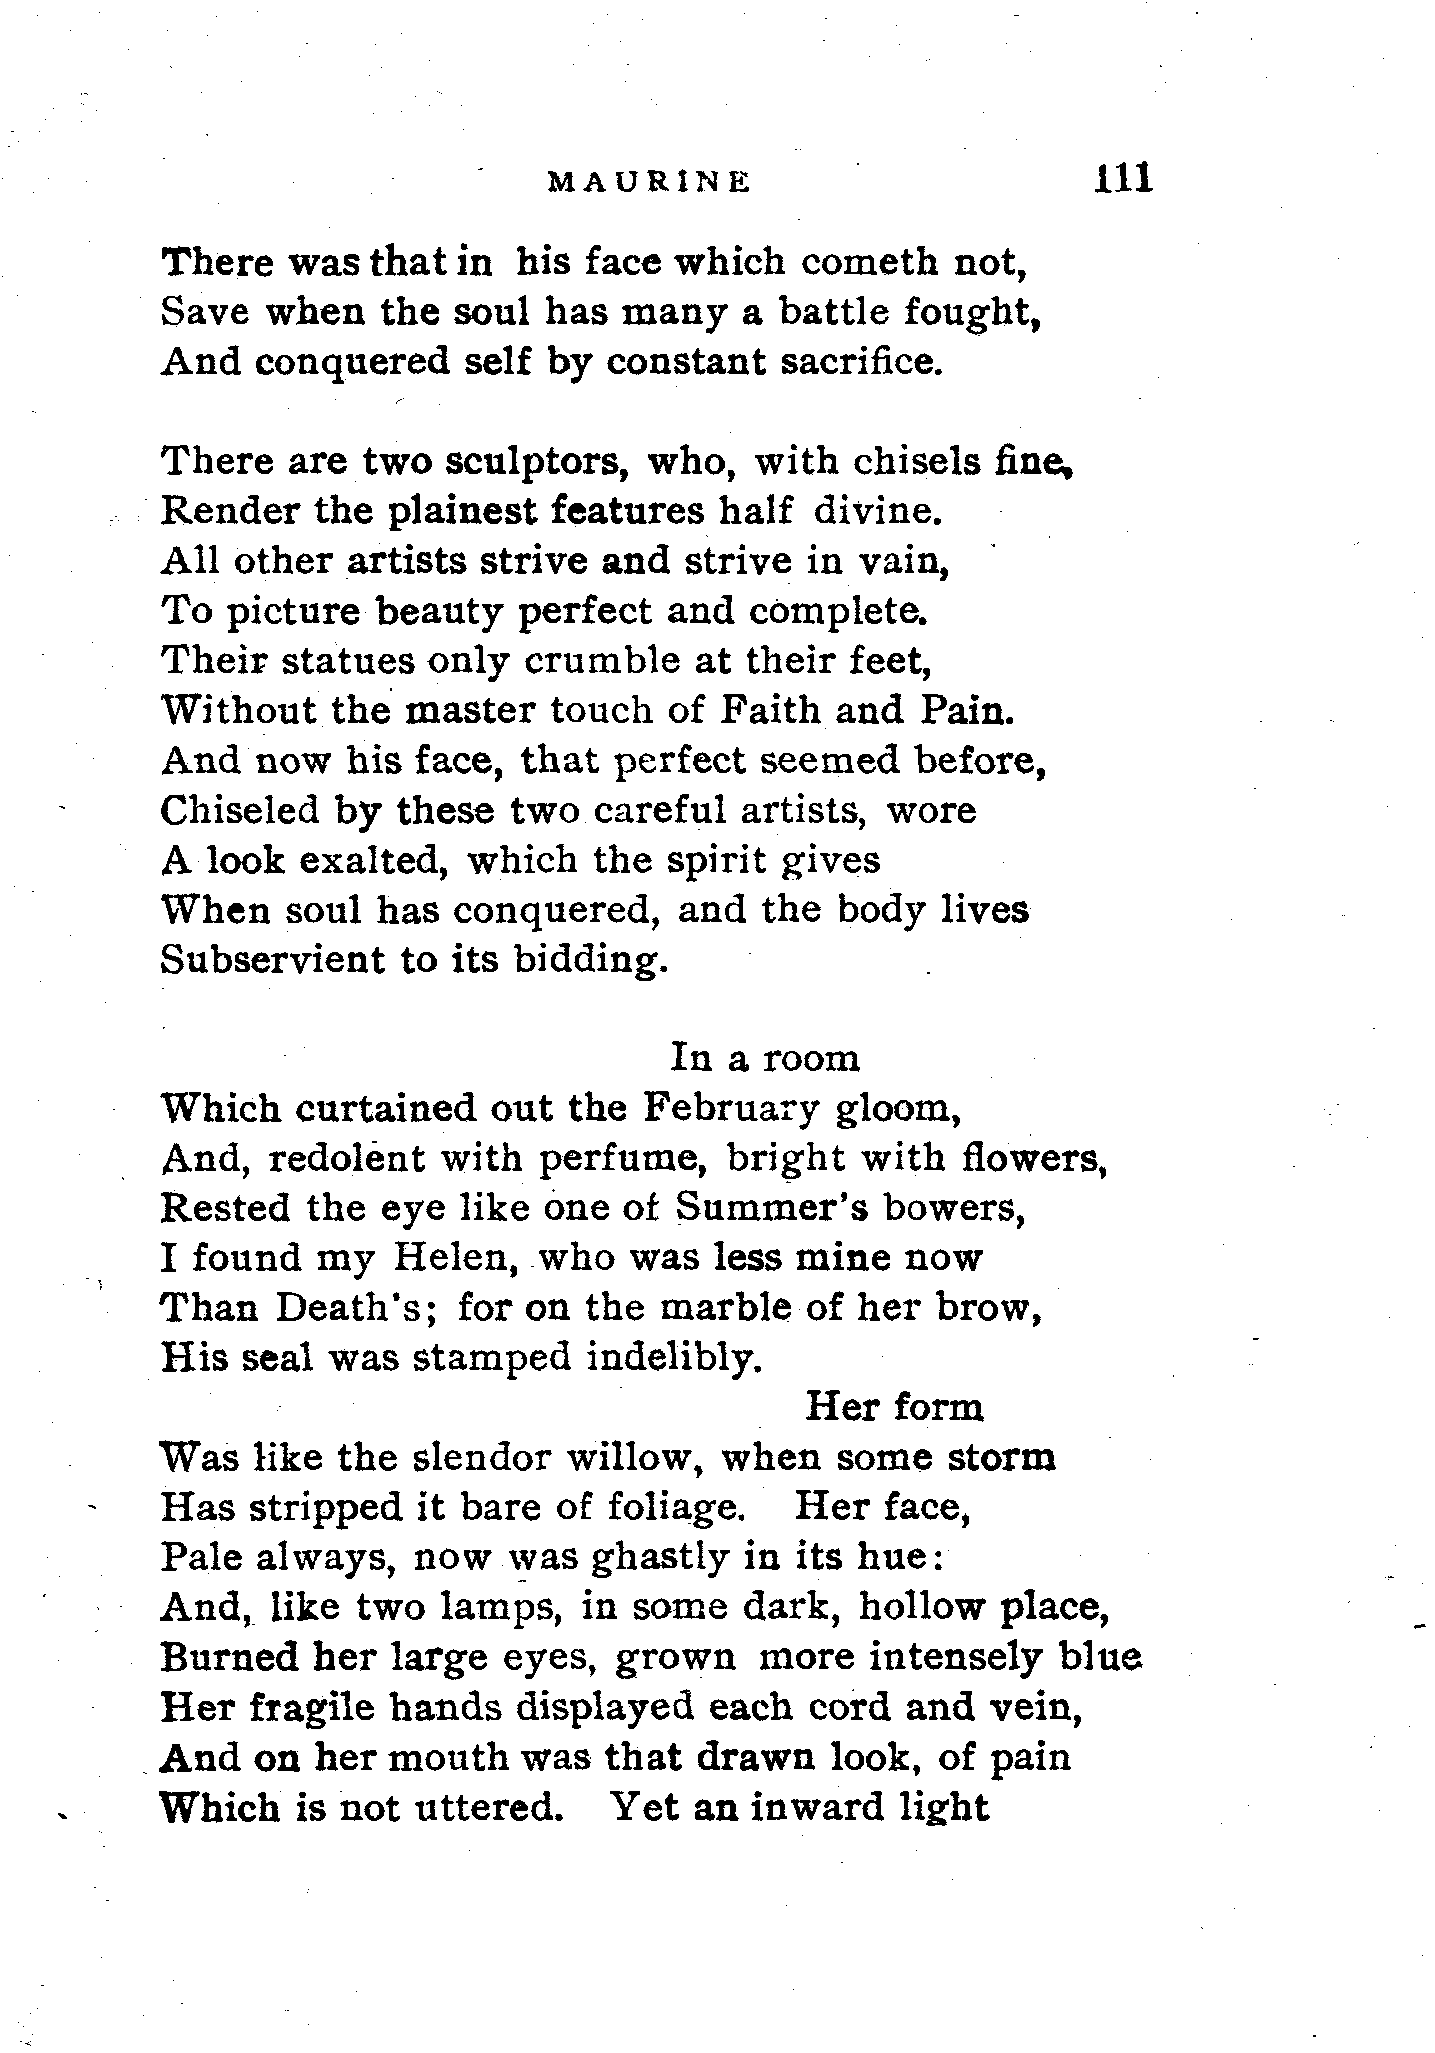 MAURINE 111
There was that in his face which cometh not,
Save when the soul has many a battle fought,
And conquered self by constant sacrifice.
There are two sculptors, who, with chisels fine,
Render the plainest features half divine.
All other artists strive and strive in vain,
To picture beauty perfect and complete.
Their statues only crumble at their feet,
Without the master touch of Faith and Pain.
And now his face, that perfect seemed before,
Chiseled by these two careful artists, wore
A look exalted, which the spirit gives
When soul has conquered, and the body lives
Subservient to its bidding.
In a room
Which curtained out the February gloom,
And, redolent with perfume, bright with flowers,
Rested the eye like one of Summer's bowers,
I found my Helen, who was less mine now
Than Death's; for on the marble of her brow,
His seal was stamped indelibly.
Her form
Was like the slendor willow, when some storm
Has stripped it bare of foliage. Her face,
Pale always, now was ghastly in its hue:
And, like two lamps, in some dark, hollow place,
Burned her large eyes, grown more intensely blue
Her fragile hands displayed each cord and vein,
And on her mouth was that drawn look, of pain
Which is not uttered. Yet an inward light